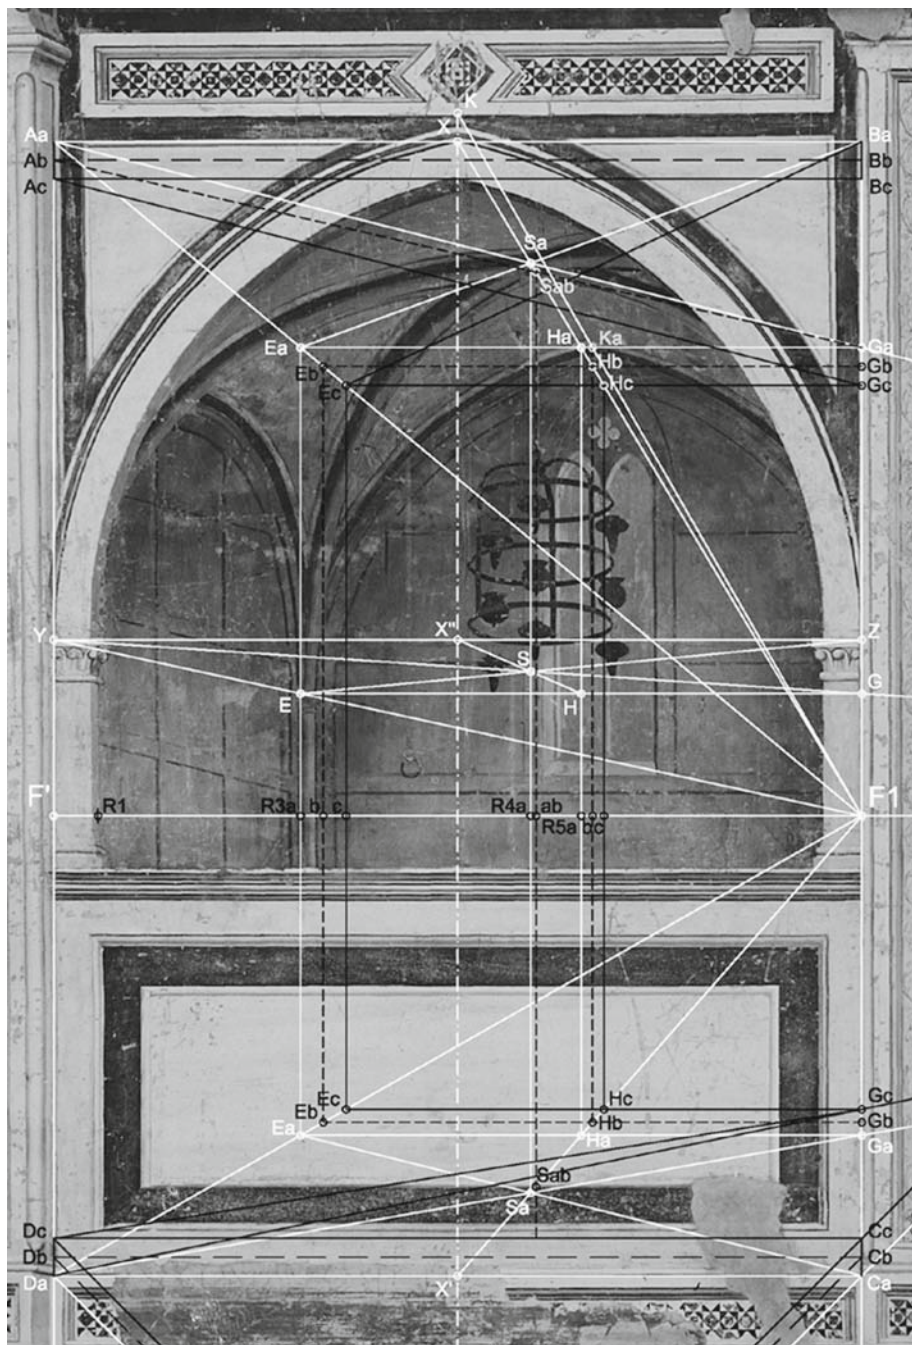 K
X
Aa Ba
Ab Bb
Ac Bc
Sa
Sab
Ea Ha Ka Ga
Eb Hb Gb
Ec Hc Gc
Y X" Z
S
E H G
F' F1
R1 R3a b c R4a ab
R5a b c
Ec Hc Gc
Eb Hb Gb
Ea Ha Ga
Sab
Sa
Dc Cc
Db Cb
Da Ca
X'